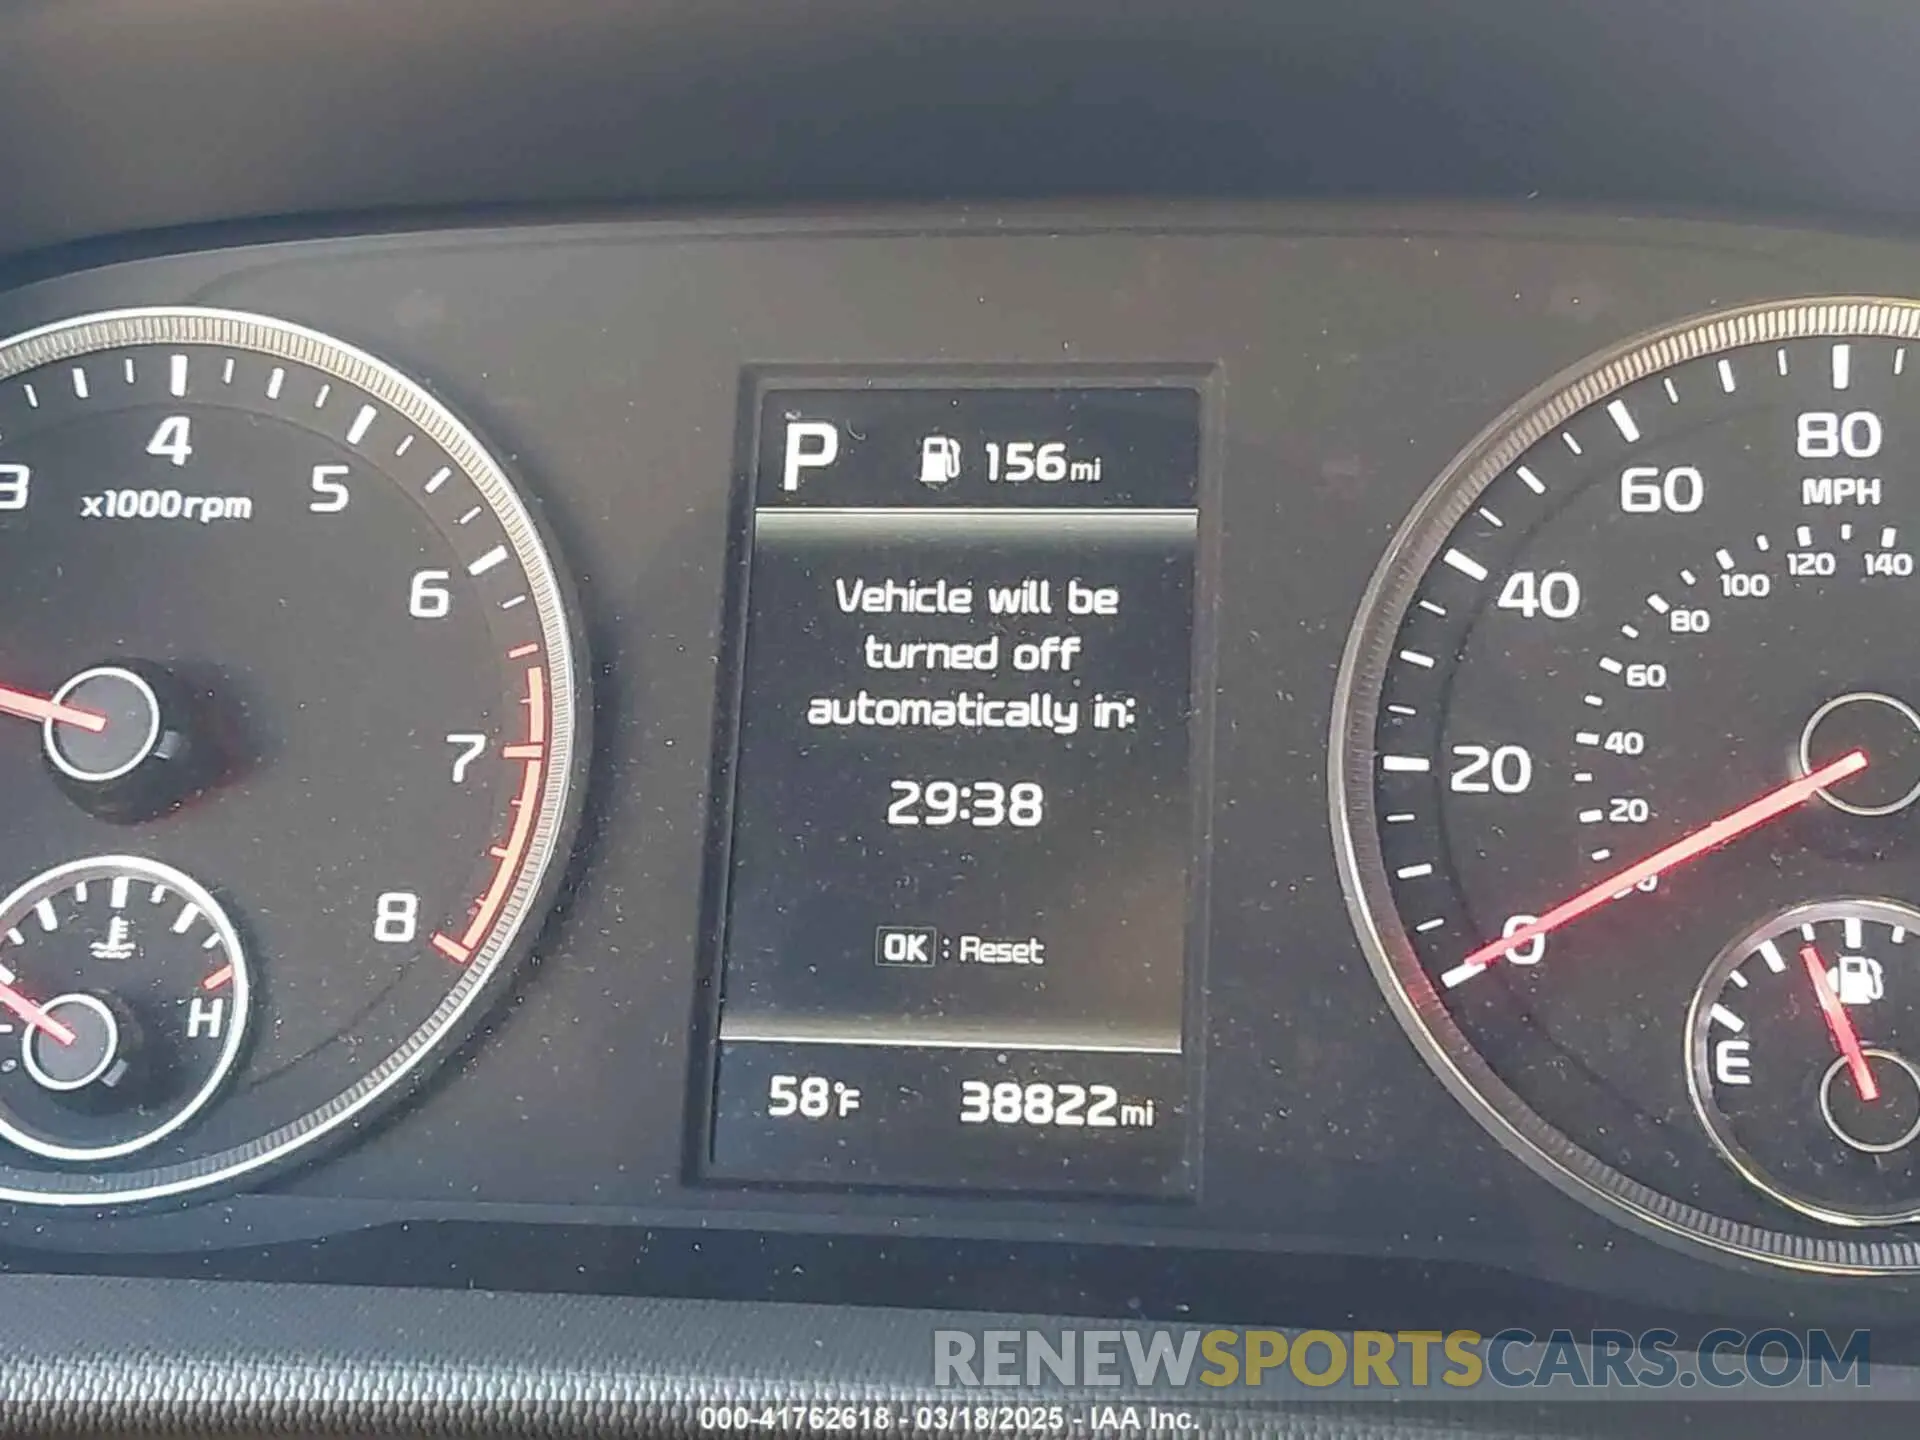 3
4
5
x1000rpm
6
7
8
H
P 156mi
Vehicle will be
turned off
automatically in:
29:38
OK : Reset
58°F 38822mi
80
MPH
60
40
20
0
140
120
100
80
60
40
20
E
RENEWSPORTSCARS.COM
000-41762618 - 03/18/2025 - IAA Inc.